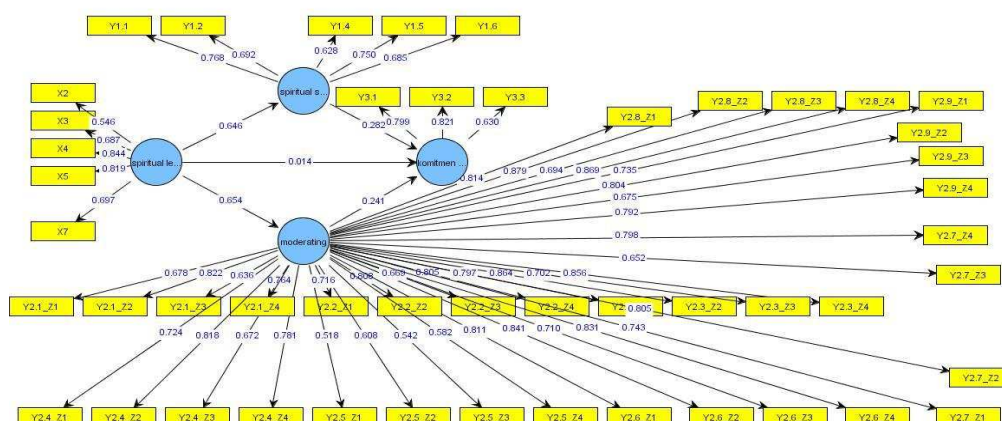 Y1.1 Y1.2 Y1.4 Y1.5 Y1.6
0.768 0.692 0.628 0.750 0.685
X2
X3
X4
X5
X7
0.546
0.687
0.844
0.819
0.697
spiritual s...
Y3.1 Y3.2 Y3.3
0.799 0.821 0.630
0.646 0.282
spiritual le... 0.014 komitmen ...
0.654 0.241
moderating
Y2.8_Z1 Y2.8_Z2 Y2.8_Z3 Y2.8_Z4 Y2.9_Z1
Y2.9_Z2
Y2.9_Z3
Y2.9_Z4
Y2.7_Z4
Y2.7_Z3
0.814 0.879 0.694 0.869 0.735
0.804
0.675
0.792
0.798
0.652
0.678 0.822 0.636 0.764 0.716 0.808 0.669 0.805 0.797 0.864 0.702 0.856
Y2.1_Z1 Y2.1_Z2 Y2.1_Z3 Y2.1_Z4 Y2.2_Z1 Y2.2_Z2 Y2.2_Z3 Y2.2_Z4 Y2.3_Z2 Y2.3_Z3 Y2.3_Z4
0.805
0.724 0.818 0.672 0.781 0.518 0.608 0.542 0.582 0.811 0.841 0.710 0.831 0.743
Y2.7_Z2
Y2.4_Z1 Y2.4_Z2 Y2.4_Z3 Y2.4_Z4 Y2.5_Z1 Y2.5_Z2 Y2.5_Z3 Y2.5_Z4 Y2.6_Z1 Y2.6_Z2 Y2.6_Z3 Y2.6_Z4 Y2.7_Z1